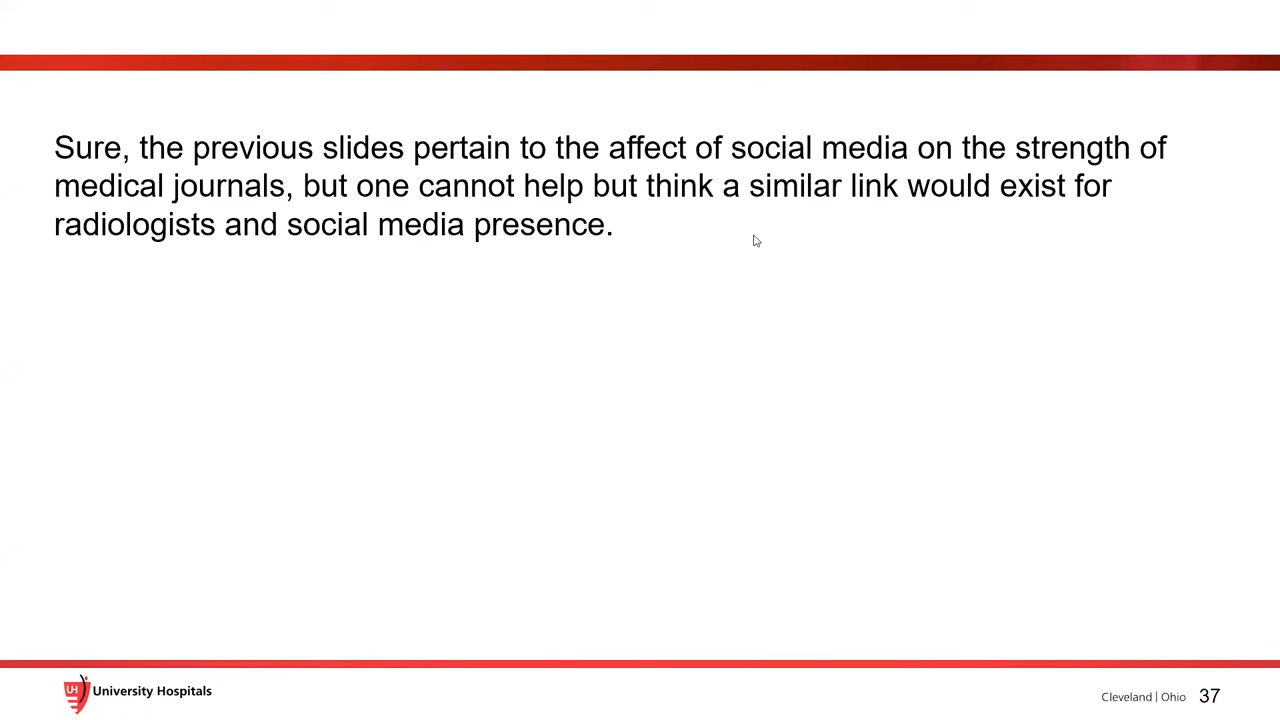 Sure, the previous slides pertain to the affect of social media on the strength of
medical journals, but one cannot help but think a similar link would exist for
radiologists and social media presence.
UH University Hospitals
Cleveland | Ohio 37